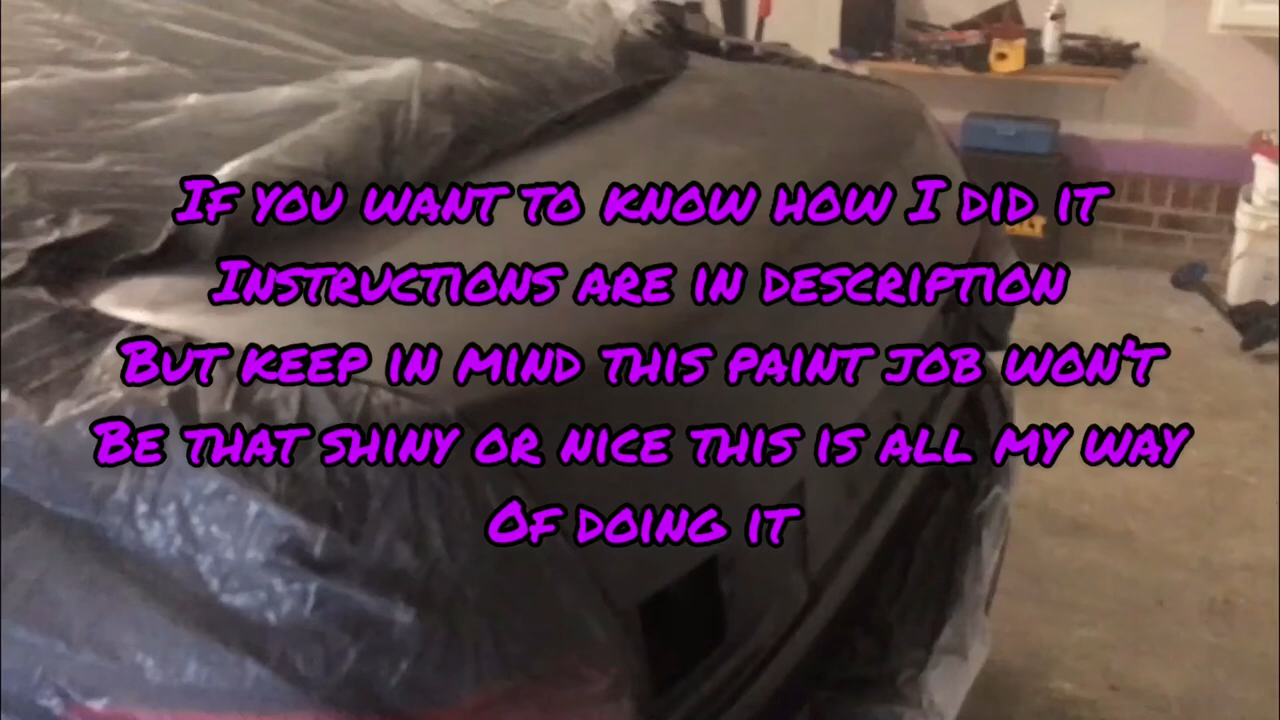 If you want to know how I did it
Instructions are in description
But keep in mind this paint job won't
Be that shiny or nice this is all my way
Of doing it